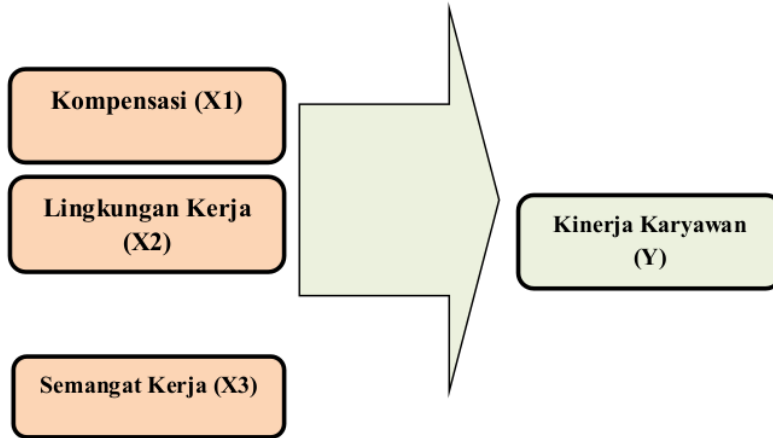 Kompensasi (X1)
Lingkungan Kerja
(X2)
Kinerja Karyawan
(Y)
Semangat Kerja (X3)